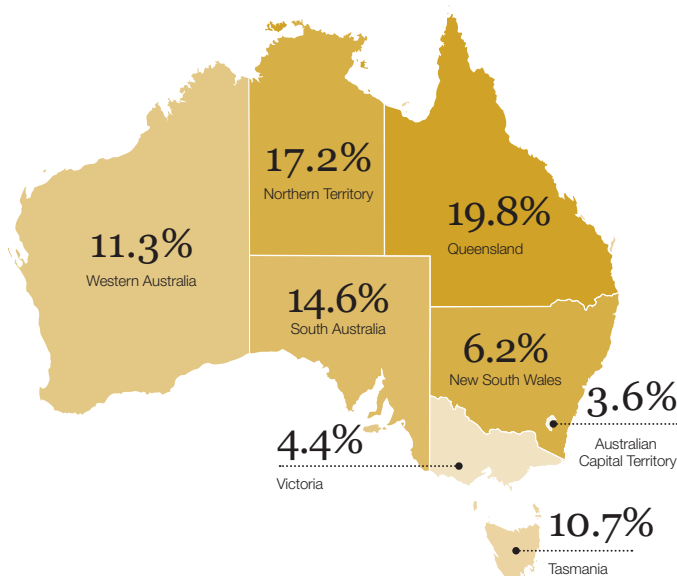 17.2%
Northern Territory
19.8%
Queensland
11.3%
Western Australia
14.6%
South Australia
6.2%
New South Wales
3.6%
Australian
Capital Territory
4.4%
Victoria
10.7%
Tasmania